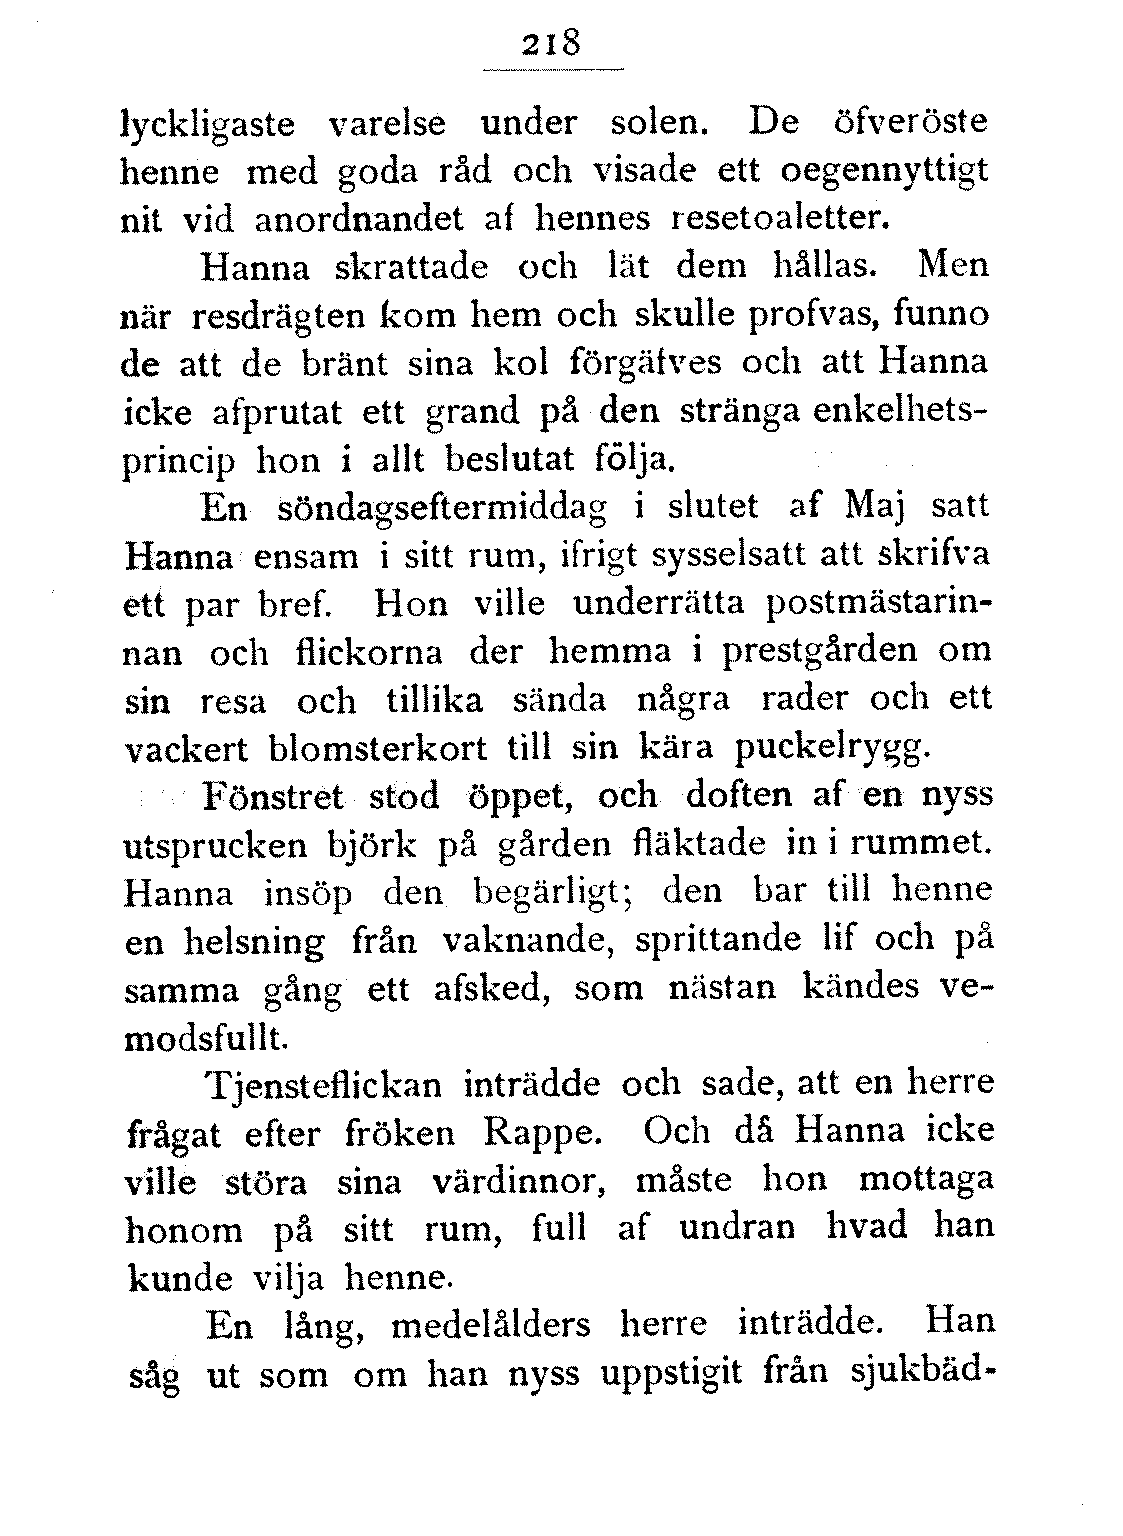 218
lyckligaste varelse under solen. De öfveröste
henne med goda råd och visade ett oegennyttigt
nit vid anordnandet af hennes resetoaletter.
Hanna skrattade och lät dem hållas. Men
när resdrägten kom hem och skulle profvas, funno
de att de bränt sina kol förgäfves och att Hanna
icke afprutat ett grand på den stränga enkelhets-
princip hon i allt beslutat följa.
En söndagseftermiddag i slutet af Maj satt
Hanna ensam i sitt rum, ifrigt sysselsatt att skrifva
ett par bref. Hon ville underrätta postmästarin-
nan och flickorna der hemma i prestgården om
sin resa och tillika sända några rader och ett
vackert blomsterkort till sin kära puckelrygg.
Fönstret stod öppet, och doften af en nyss
utsprucken björk på gården fläktade in i rummet.
Hanna insöp den begärligt; den bar till henne
en helsning från vaknande, sprittande lif och på
samma gång ett afsked, som nästan kändes ve-
modsfullt.
Tjensteflickan inträdde och sade, att en herre
frågat efter fröken Rappe. Och då Hanna icke
ville störa sina värdinnor, måste hon mottaga
honom på sitt rum, full af undran hvad han
kunde vilja henne.
En lång, medelålders herre inträdde. Han
såg ut som om han nyss uppstigit från sjukbäd-